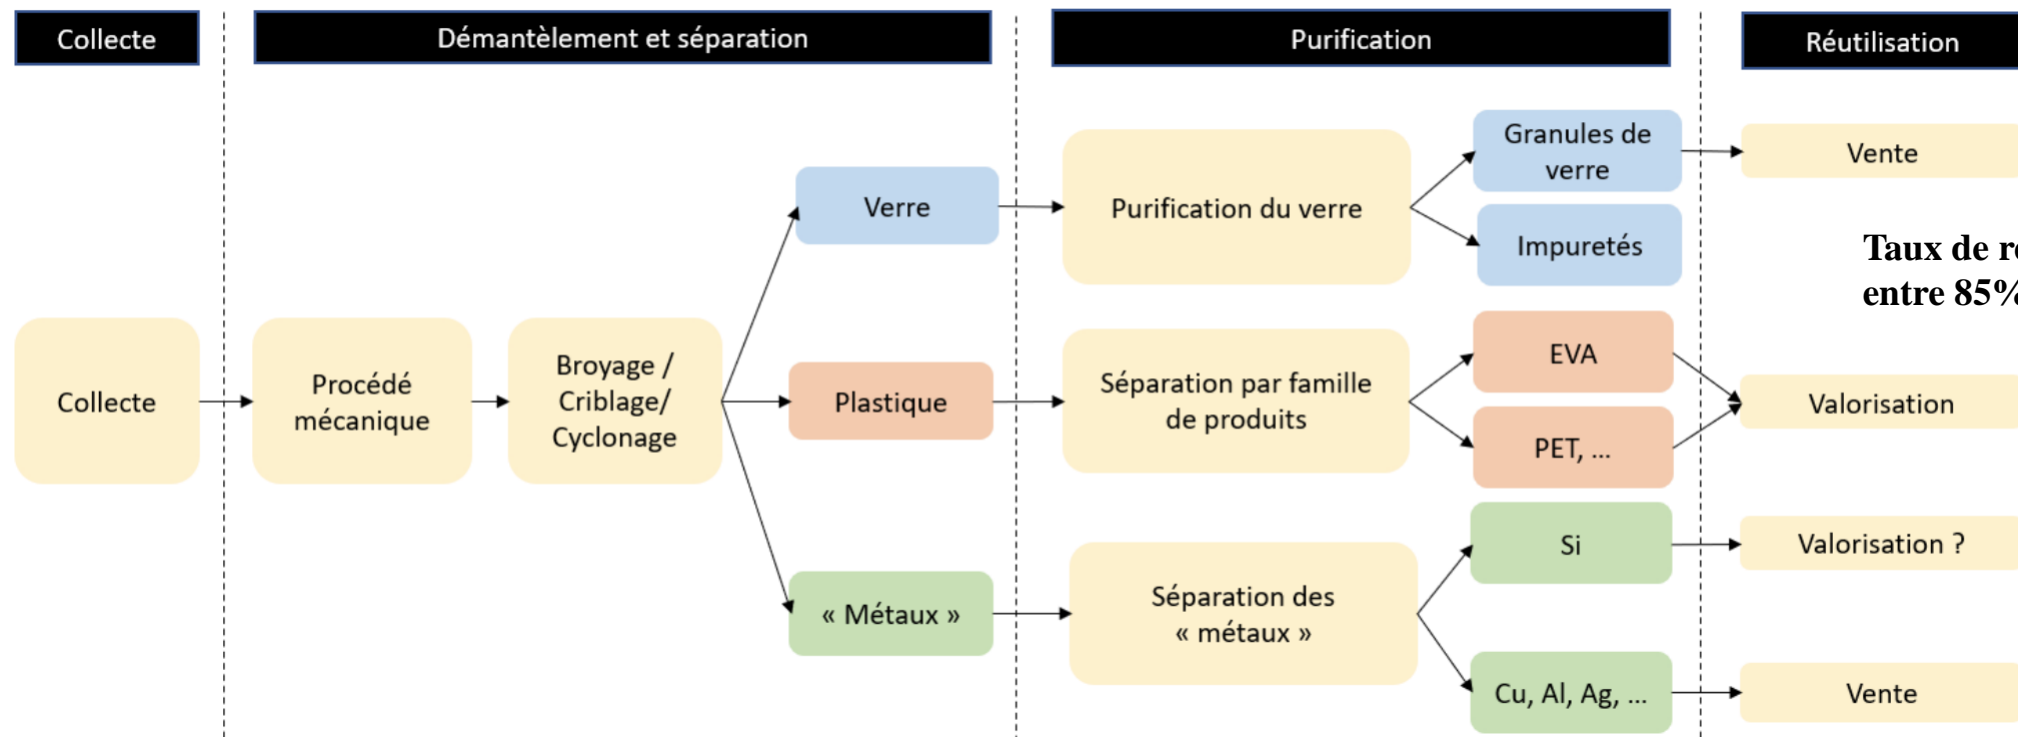 Collecte
Démantèlement et séparation
Purification
Réutilisation
Collecte
Procédé
mécanique
Broyage /
Criblage/
Cyclonage
Verre
Plastique
« Métaux »
Purification du verre
Séparation par famille
de produits
Séparation des
« métaux »
Granules de
verre
Impuretés
EVA
PET, ...
Si
Cu, Al, Ag, ...
Vente
Taux de
entre 85%
Valorisation
Valorisation ?
Vente